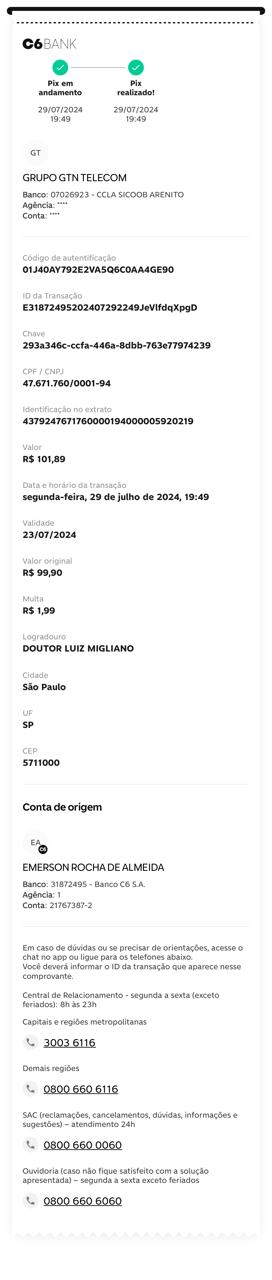 C6BANK
Pix em
andamento
29/07/2024
19:49
Pix
realizado!
29/07/2024
19:49
GT
GRUPO GTN TELECOM
Banco: 07026923 - CCLA SICOOB ARENITO
Agência: ****
Conta: ****
Código de autentificação
01J40AY792E2VA5Q6C0AA4GE90
ID da Transação
E31872495202407292249JeVlfdqXpgD
Chave
293a346c-ccfa-446a-8dbb-763e77974239
CPF / CNPJ
47.671.760/0001-94
Identificação no extrato
43792476717600001940000059202​19
Valor
R$ 101,89
Data e horário da transação
segunda-feira, 29 de julho de 2024, 19:49
Validade
23/07/2024
Valor original
R$ 99,90
Multa
R$ 1,99
Logradouro
DOUTOR LUIZ MIGLIANO
Cidade
São Paulo
UF
SP
CEP
5711000
Conta de origem
EA
C6
EMERSON ROCHA DE ALMEIDA
Banco: 31872495 - Banco C6 S.A.
Agência: 1
Conta: 21767387-2
Em caso de dúvidas ou se precisar de orientações, acesse o
chat no app ou ligue para os telefones abaixo.
Você deverá informar o ID da transação que aparece nesse
comprovante.
Central de Relacionamento - segunda a sexta (exceto
feriados): 8h às 23h
Capitais e regiões metropolitanas
3003 6116
Demais regiões
0800 660 6116
SAC (reclamações, cancelamentos, dúvidas, informações e
sugestões) – atendimento 24h
0800 660 0060
Ouvidoria (caso não fique satisfeito com a solução
apresentada) – segunda a sexta exceto feriados
0800 660 6060